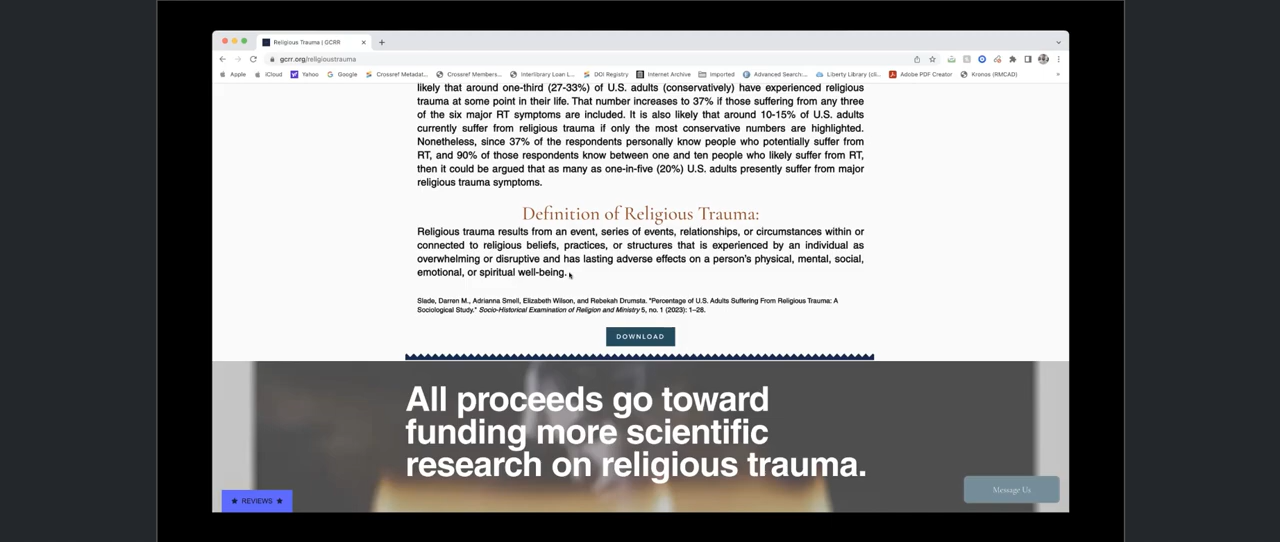 Religious Trauma | GCRR
gcrr.org/religioustrauma
Apple iCloud Yahoo Google Crossref Metadat... Crossref Members... Interlibrary Loan L... DOI Registry Internet Archive Imported Advanced Search:... Liberty Library (cli... Adobe PDF Creator Kronos (RMCAD) »
likely that around one-third (27-33%) of U.S. adults (conservatively) have experienced religious
trauma at some point in their life. That number increases to 37% if those suffering from any three
of the six major RT symptoms are included. It is also likely that around 10-15% of U.S. adults
currently suffer from religious trauma if only the most conservative numbers are highlighted.
Nonetheless, since 37% of the respondents personally know people who potentially suffer from
RT, and 90% of those respondents know between one and ten people who likely suffer from RT,
then it could be argued that as many as one-in-five (20%) U.S. adults presently suffer from major
religious trauma symptoms.
Definition of Religious Trauma:
Religious trauma results from an event, series of events, relationships, or circumstances within or
connected to religious beliefs, practices, or structures that is experienced by an individual as
overwhelming or disruptive and has lasting adverse effects on a person's physical, mental, social,
emotional, or spiritual well-being.
Slade, Darren M., Adrianna Smell, Elizabeth Wilson, and Rebekah Drumsta. "Percentage of U.S. Adults Suffering From Religious Trauma: A
Sociological Study." Socio-Historical Examination of Religion and Ministry 5, no. 1 (2023): 1–28.
DOWNLOAD
All proceeds go toward
funding more scientific
research on religious trauma.
★ REVIEWS ★
Message Us